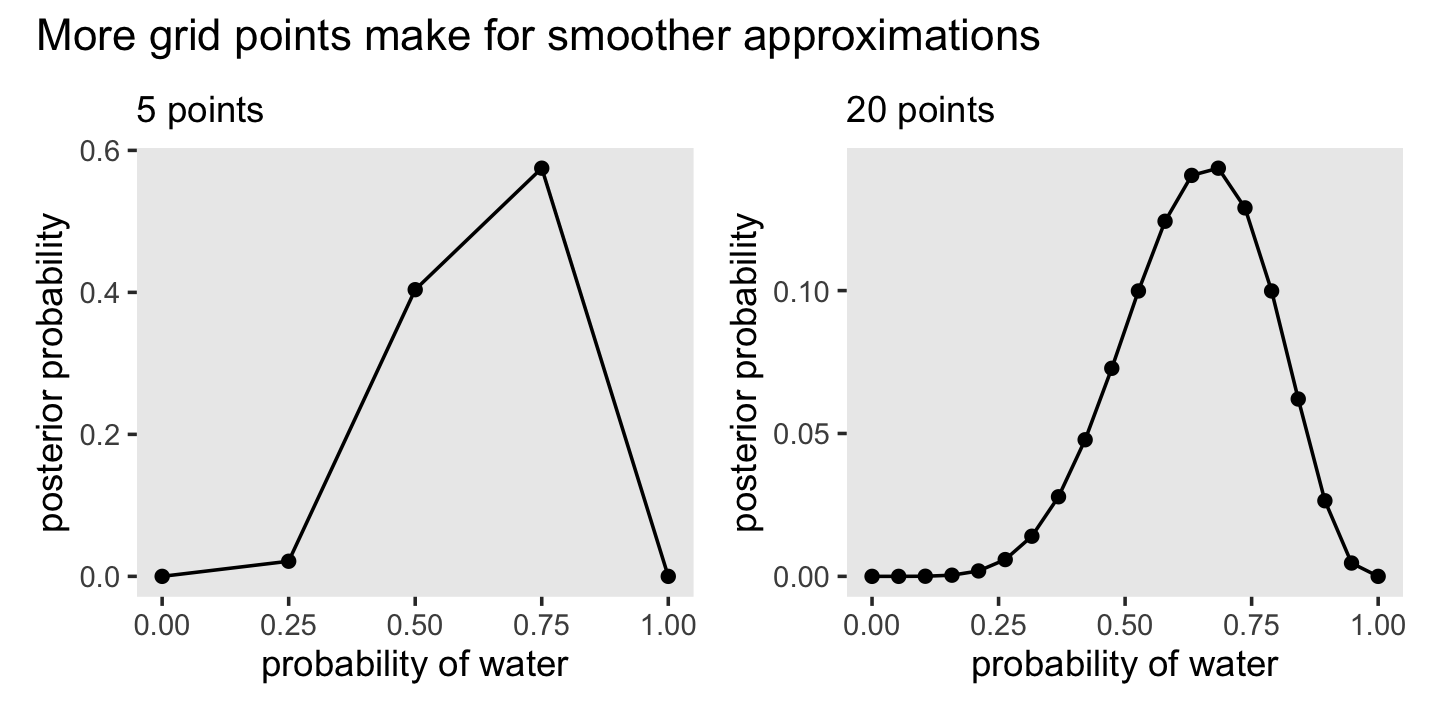 More grid points make for smoother approximations
5 points
0.6
0.4
0.2
0.0
posterior probability
0.00 0.25 0.50 0.75 1.00
probability of water
20 points
0.10
0.05
0.00
posterior probability
0.00 0.25 0.50 0.75 1.00
probability of water